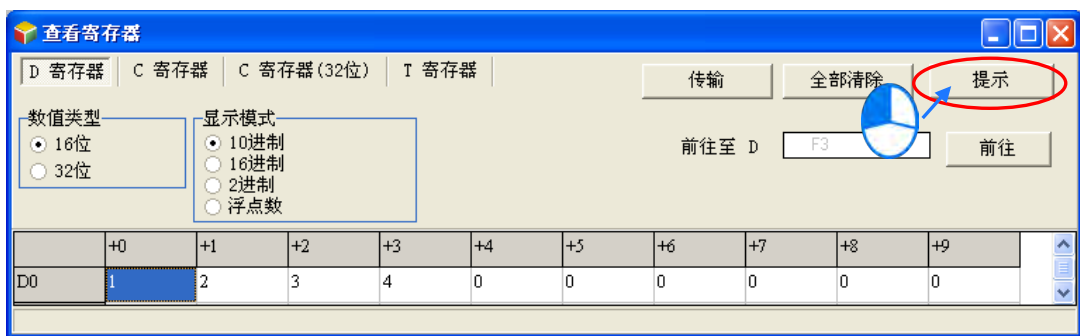 查看寄存器
D 寄存器 C 寄存器 C 寄存器(32位) T 寄存器
传输 全部清除 提示
数值类型 显示模式
16位 10进制
32位 16进制
2进制
浮点数
前往至 D F3 前往
+0 +1 +2 +3 +4 +5 +6 +7 +8 +9
D0 1 2 3 4 0 0 0 0 0 0